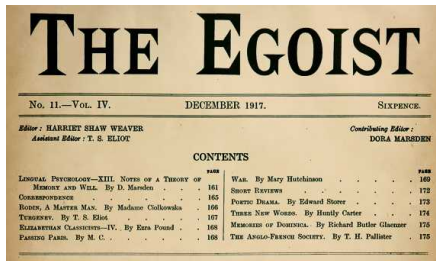 THE EGOIST
No. 11.—VOL. IV. DECEMBER 1917. SIXPENCE.
Editor: HARRIET SHAW WEAVER
Assistant Editor: T. S. ELIOT
Contributing Editor:
DORA MARSDEN
CONTENTS
PAGE
LINGUAL PSYCHOLOGY—XIII. NOTES OF A THEORY OF
MEMORY AND WILL. By D. Marsden . 161
CORRESPONDENCE . . . . . 165
RODIN, A MASTER MAN. By Madame Ciolkowska . 166
TURGENEV. By T. S. Eliot . . . . 167
ELIZABETHAN CLASSICISTS—IV. By Ezra Pound . 168
PASSING PARIS. By M. C. . . . . 168
PAGE
WAR. By Mary Hutchinson . . . . 169
SHORT REVIEWS . . . . . 172
POETIC DRAMA. By Edward Storer . . . 173
THREE NEW WORDS. By Huntly Carter . . 174
MEMORIES OF DOMINICA. By Richard Butler Glaenzer 175
THE ANGLO-FRENCH SOCIETY. By T. H. Pallister . 175